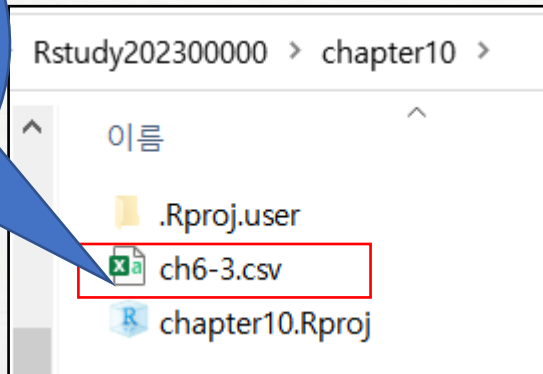 Rstudy202300000 > chapter10 >
이름
.Rproj.user
ch6-3.csv
chapter10.Rproj